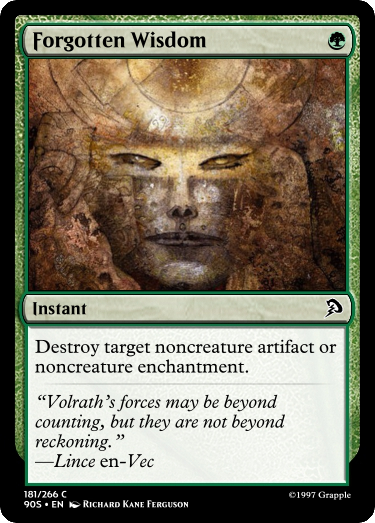 Forgotten Wisdom
Instant
Destroy target noncreature artifact or
noncreature enchantment.
“Volrath’s forces may be beyond
counting, but they are not beyond
reckoning.”
—Lince en-Vec
181/266 C
90S • EN Richard Kane Ferguson
©1997 Grapple